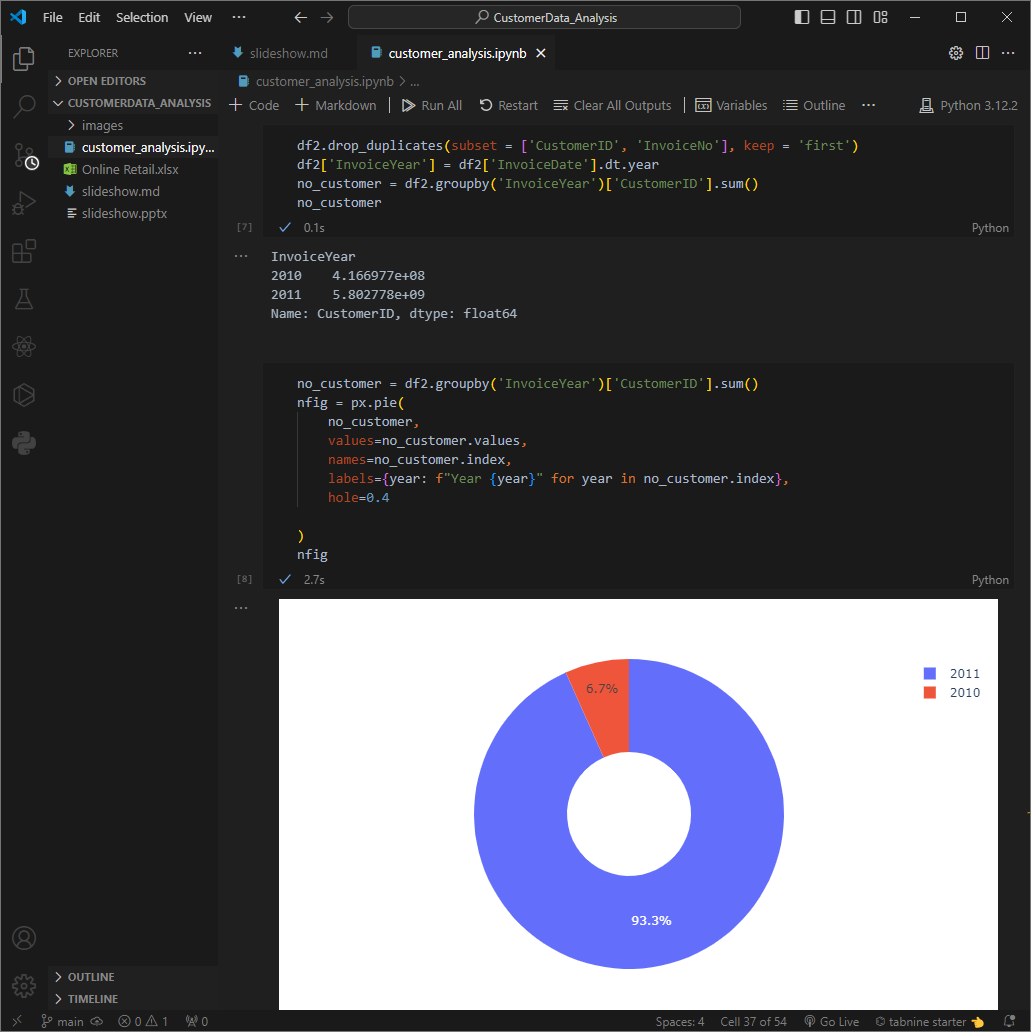 File Edit Selection View ···
CustomerData_Analysis
EXPLORER ···
OPEN EDITORS
CUSTOMERDATA_ANALYSIS
images
customer_analysis.ipy...
Online Retail.xlsx
slideshow.md
slideshow.pptx
OUTLINE
TIMELINE
slideshow.md
customer_analysis.ipynb
customer_analysis.ipynb > ...
+ Code + Markdown | Run All Restart Clear All Outputs | Variables Outline ··· Python 3.12.2
df2.drop_duplicates(subset = ['CustomerID', 'InvoiceNo'], keep = 'first')
df2['InvoiceYear'] = df2['InvoiceDate'].dt.year
no_customer = df2.groupby('InvoiceYear')['CustomerID'].sum()
no_customer
[7] ✓ 0.1s Python
InvoiceYear
2010    4.166977e+08
2011    5.802778e+09
Name: CustomerID, dtype: float64
no_customer = df2.groupby('InvoiceYear')['CustomerID'].sum()
nfig = px.pie(
    no_customer,
    values=no_customer.values,
    names=no_customer.index,
    labels={year: f"Year {year}" for year in no_customer.index},
    hole=0.4
)
nfig
[8] ✓ 2.7s Python
2011
2010
6.7%
93.3%
main 0 1 0 Spaces: 4 Cell 37 of 54 Go Live tabnine starter 👈